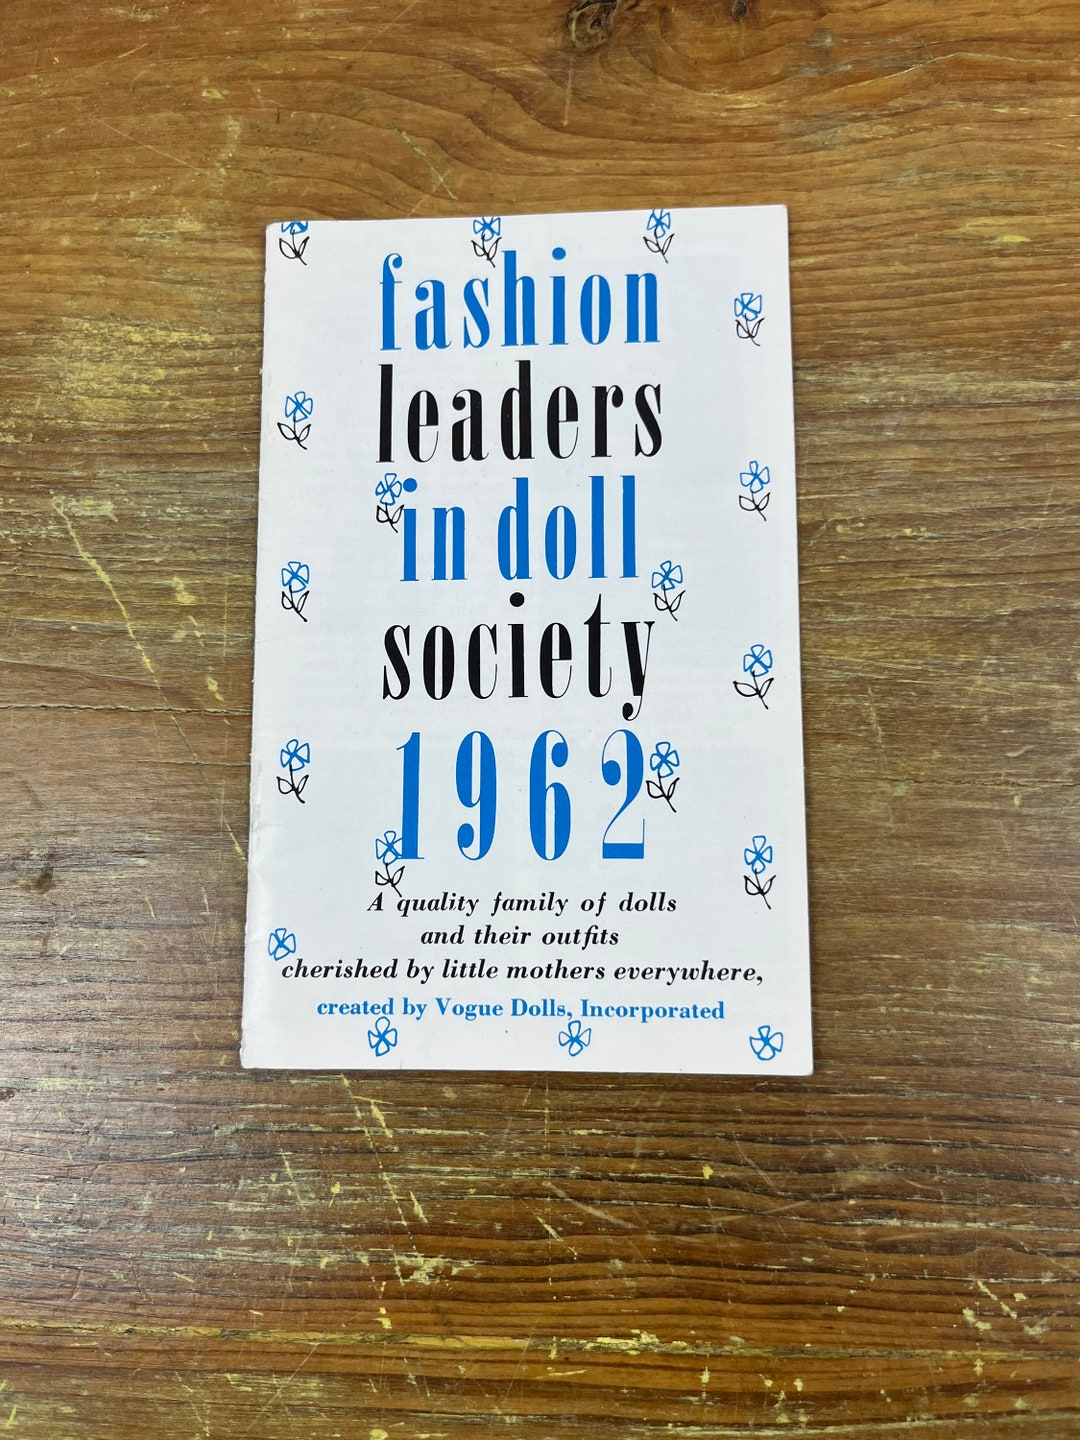 fashion
leaders
in doll
society
1962
A quality family of dolls
and their outfits
cherished by little mothers everywhere,
created by Vogue Dolls, Incorporated